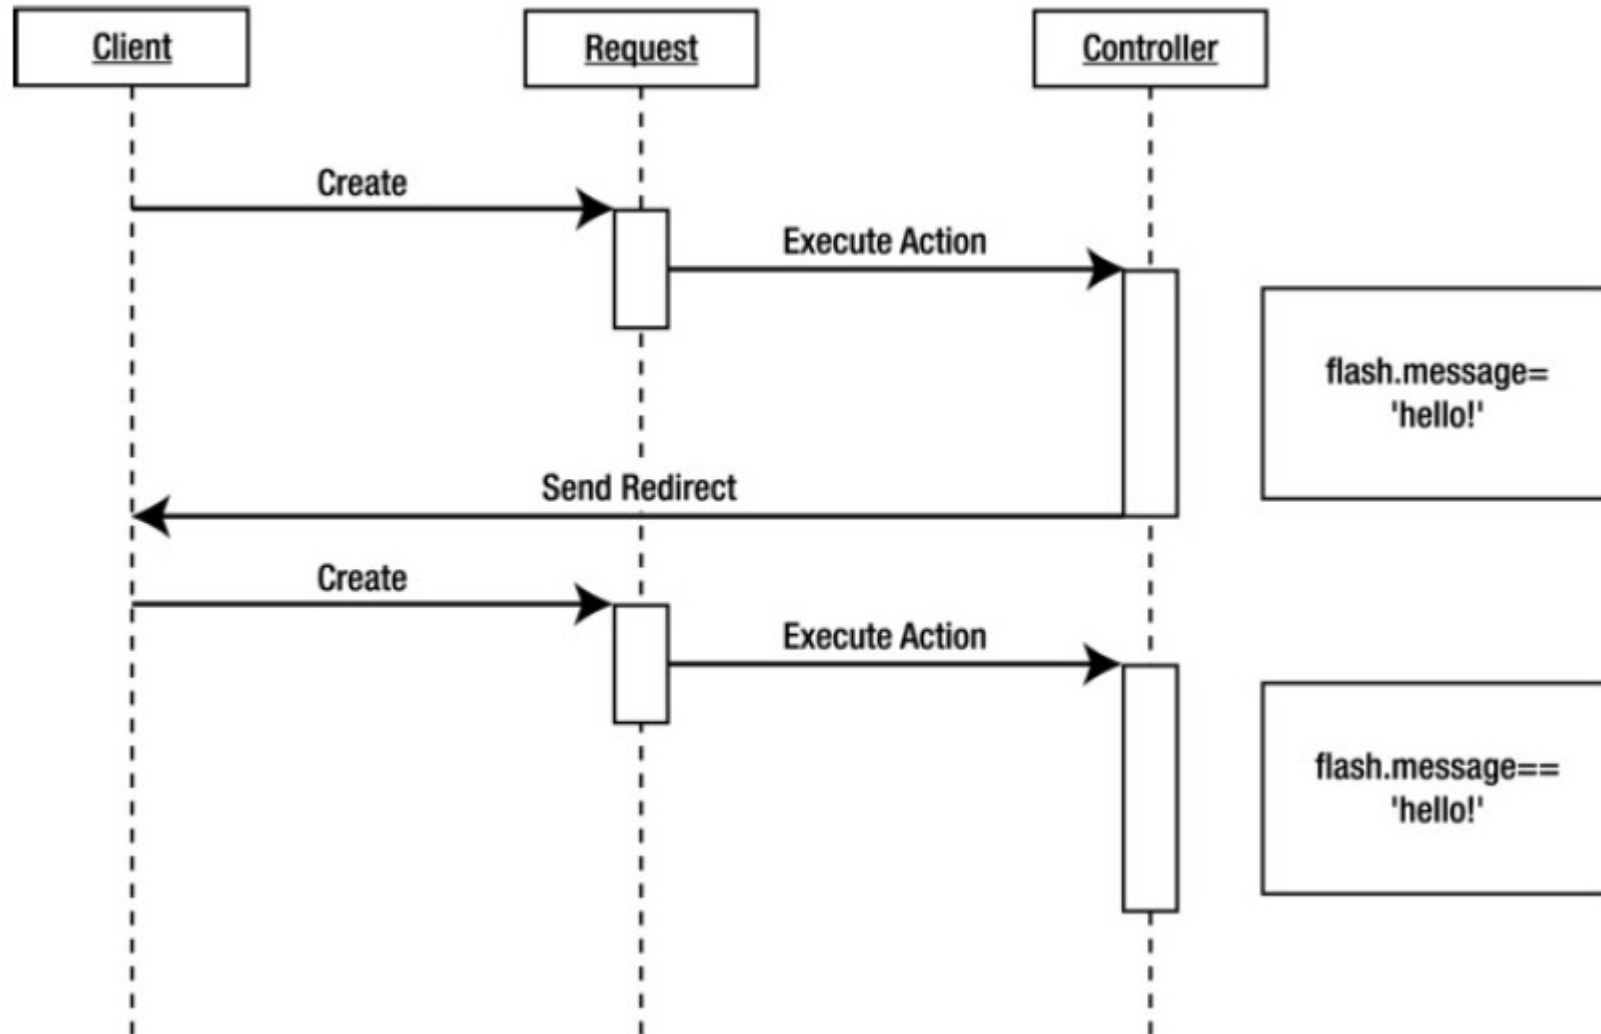 Client
Request
Controller
Create
Execute Action
flash.message=
'hello!'
Send Redirect
Create
Execute Action
flash.message==
'hello!'